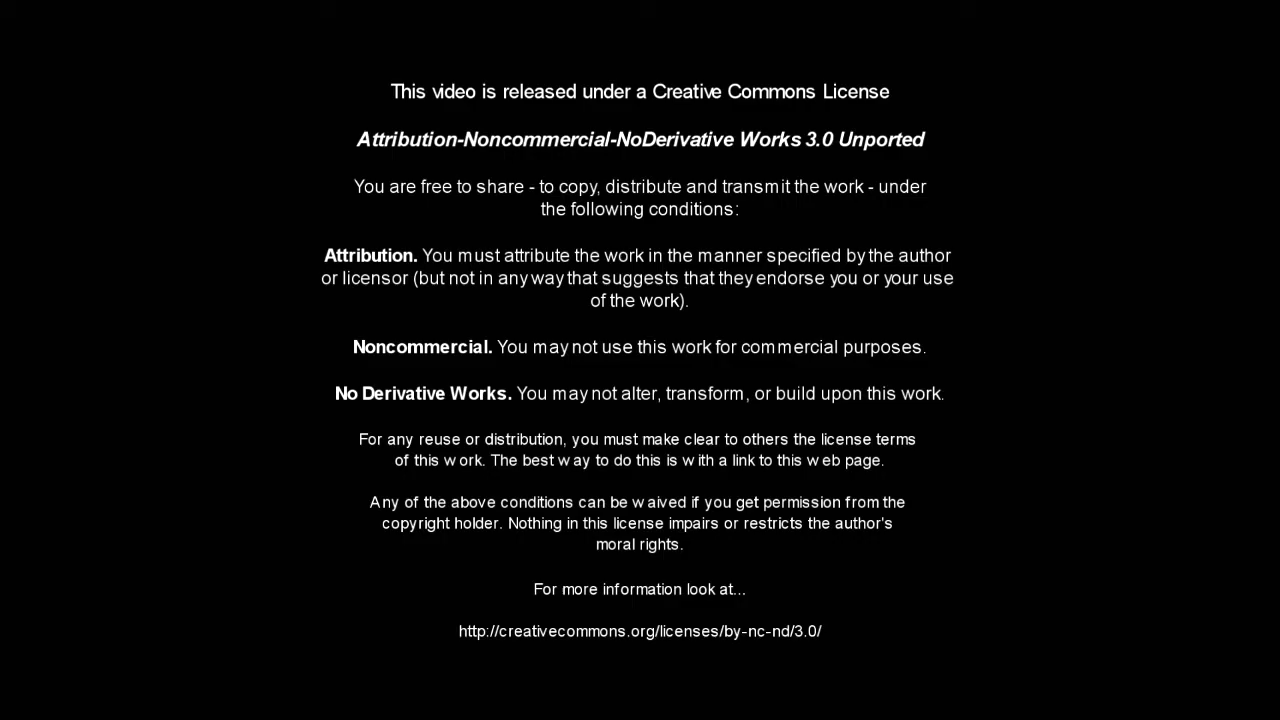 This video is released under a Creative Commons License
Attribution-Noncommercial-NoDerivative Works 3.0 Unported
You are free to share - to copy, distribute and transmit the work - under
the following conditions:
Attribution. You must attribute the work in the manner specified by the author
or licensor (but not in any way that suggests that they endorse you or your use
of the work).
Noncommercial. You may not use this work for commercial purposes.
No Derivative Works. You may not alter, transform, or build upon this work.
For any reuse or distribution, you must make clear to others the license terms
of this work. The best way to do this is with a link to this web page.
Any of the above conditions can be waived if you get permission from the
copyright holder. Nothing in this license impairs or restricts the author's
moral rights.
For more information look at...
http://creativecommons.org/licenses/by-nc-nd/3.0/